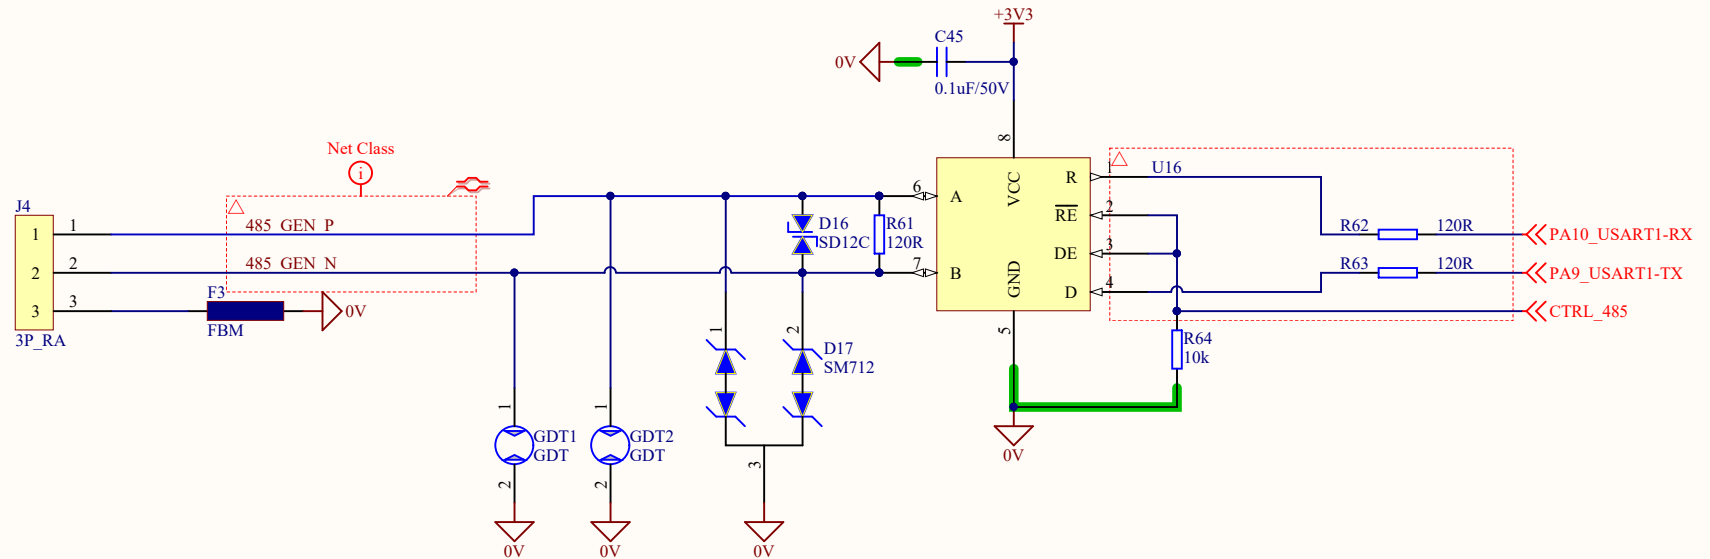 +3V3
C45
0V
0.1uF/50V
8
Net Class
i
J4
1
1
485_GEN_P
2
2
485_GEN_N
3
3
F3
0V
FBM
3P_RA
6
A
VCC
R
1
U16
D16
SD12C
R61
120R
RE
2
7
B
GND
DE
3
D
4
R62
120R
PA10_USART1-RX
R63
120R
PA9_USART1-TX
CTRL_485
5
R64
10k
1
2
D17
SM712
1
1
GDT1
GDT
GDT2
GDT
3
2
2
0V
0V
0V
0V